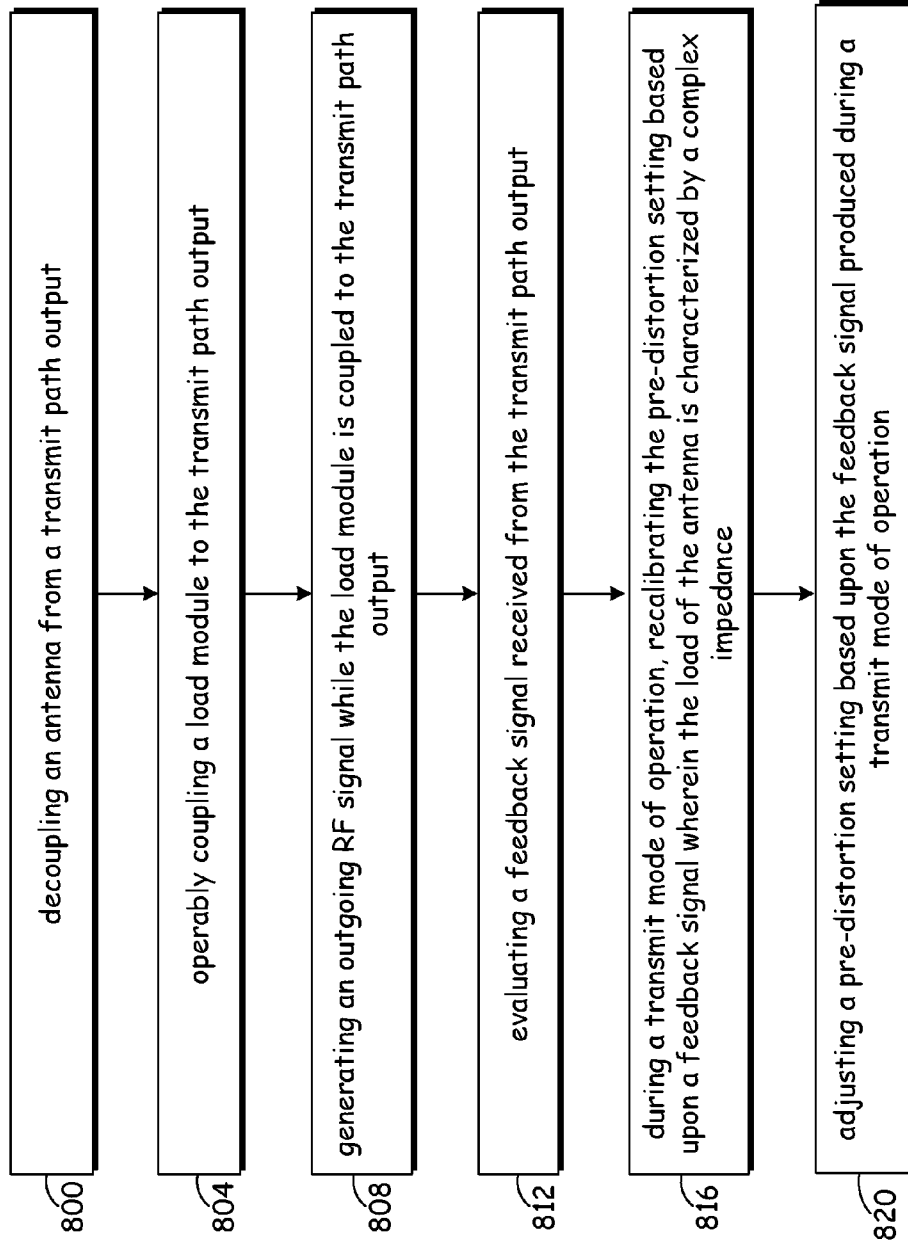 decoupling an antenna from a transmit path output
800
operably coupling a load module to the transmit path output
804
generating an outgoing RF signal while the load module is coupled to the transmit path
output
808
evaluating a feedback signal received from the transmit path output
812
during a transmit mode of operation, recalibrating the pre-distortion setting based
upon a feedback signal wherein the load of the antenna is characterized by a complex
impedance
816
adjusting a pre-distortion setting based upon the feedback signal produced during a
transmit mode of operation
820